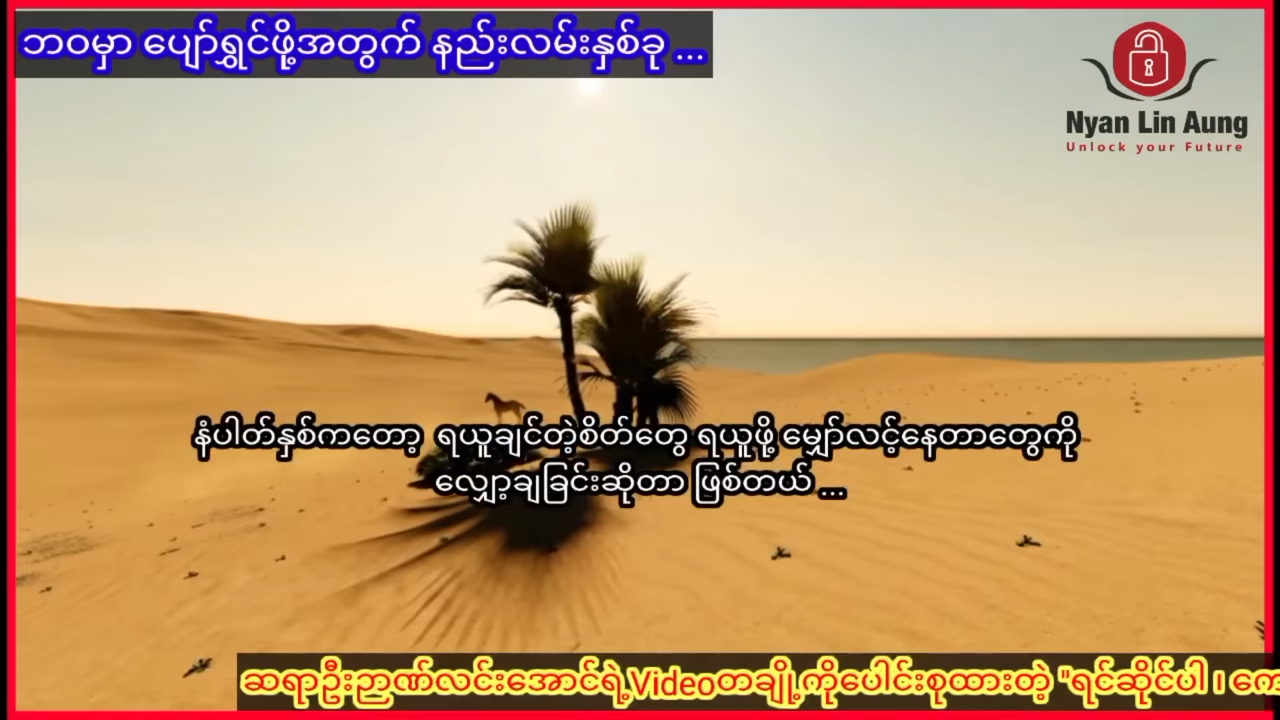 ဘဝမှာ ပျော်ရွှင်ဖို့အတွက် နည်းလမ်းနှစ်ခု ...
Nyan Lin Aung
Unlock your Future
နံပါတ်နှစ်ကတော့ ရယူချင်တဲ့စိတ်တွေ ရယူဖို့ မျှော်လင့်နေတာတွေကို
လျှော့ချခြင်းဆိုတာ ဖြစ်တယ် ...
ဆရာဦးဉာဏ်လင်းအောင်ရဲ့Videoတချို့ကိုပေါင်းစုထားတဲ့ "ရင်ဆိုင်ပါ ၊